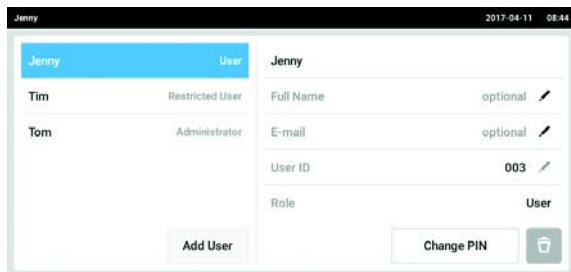 Jenny 2017-04-11 08:44
Jenny User
Tim Restricted User
Tom Administrator
Add User
Jenny
Full Name optional
E-mail optional
User ID 003
Role User
Change PIN